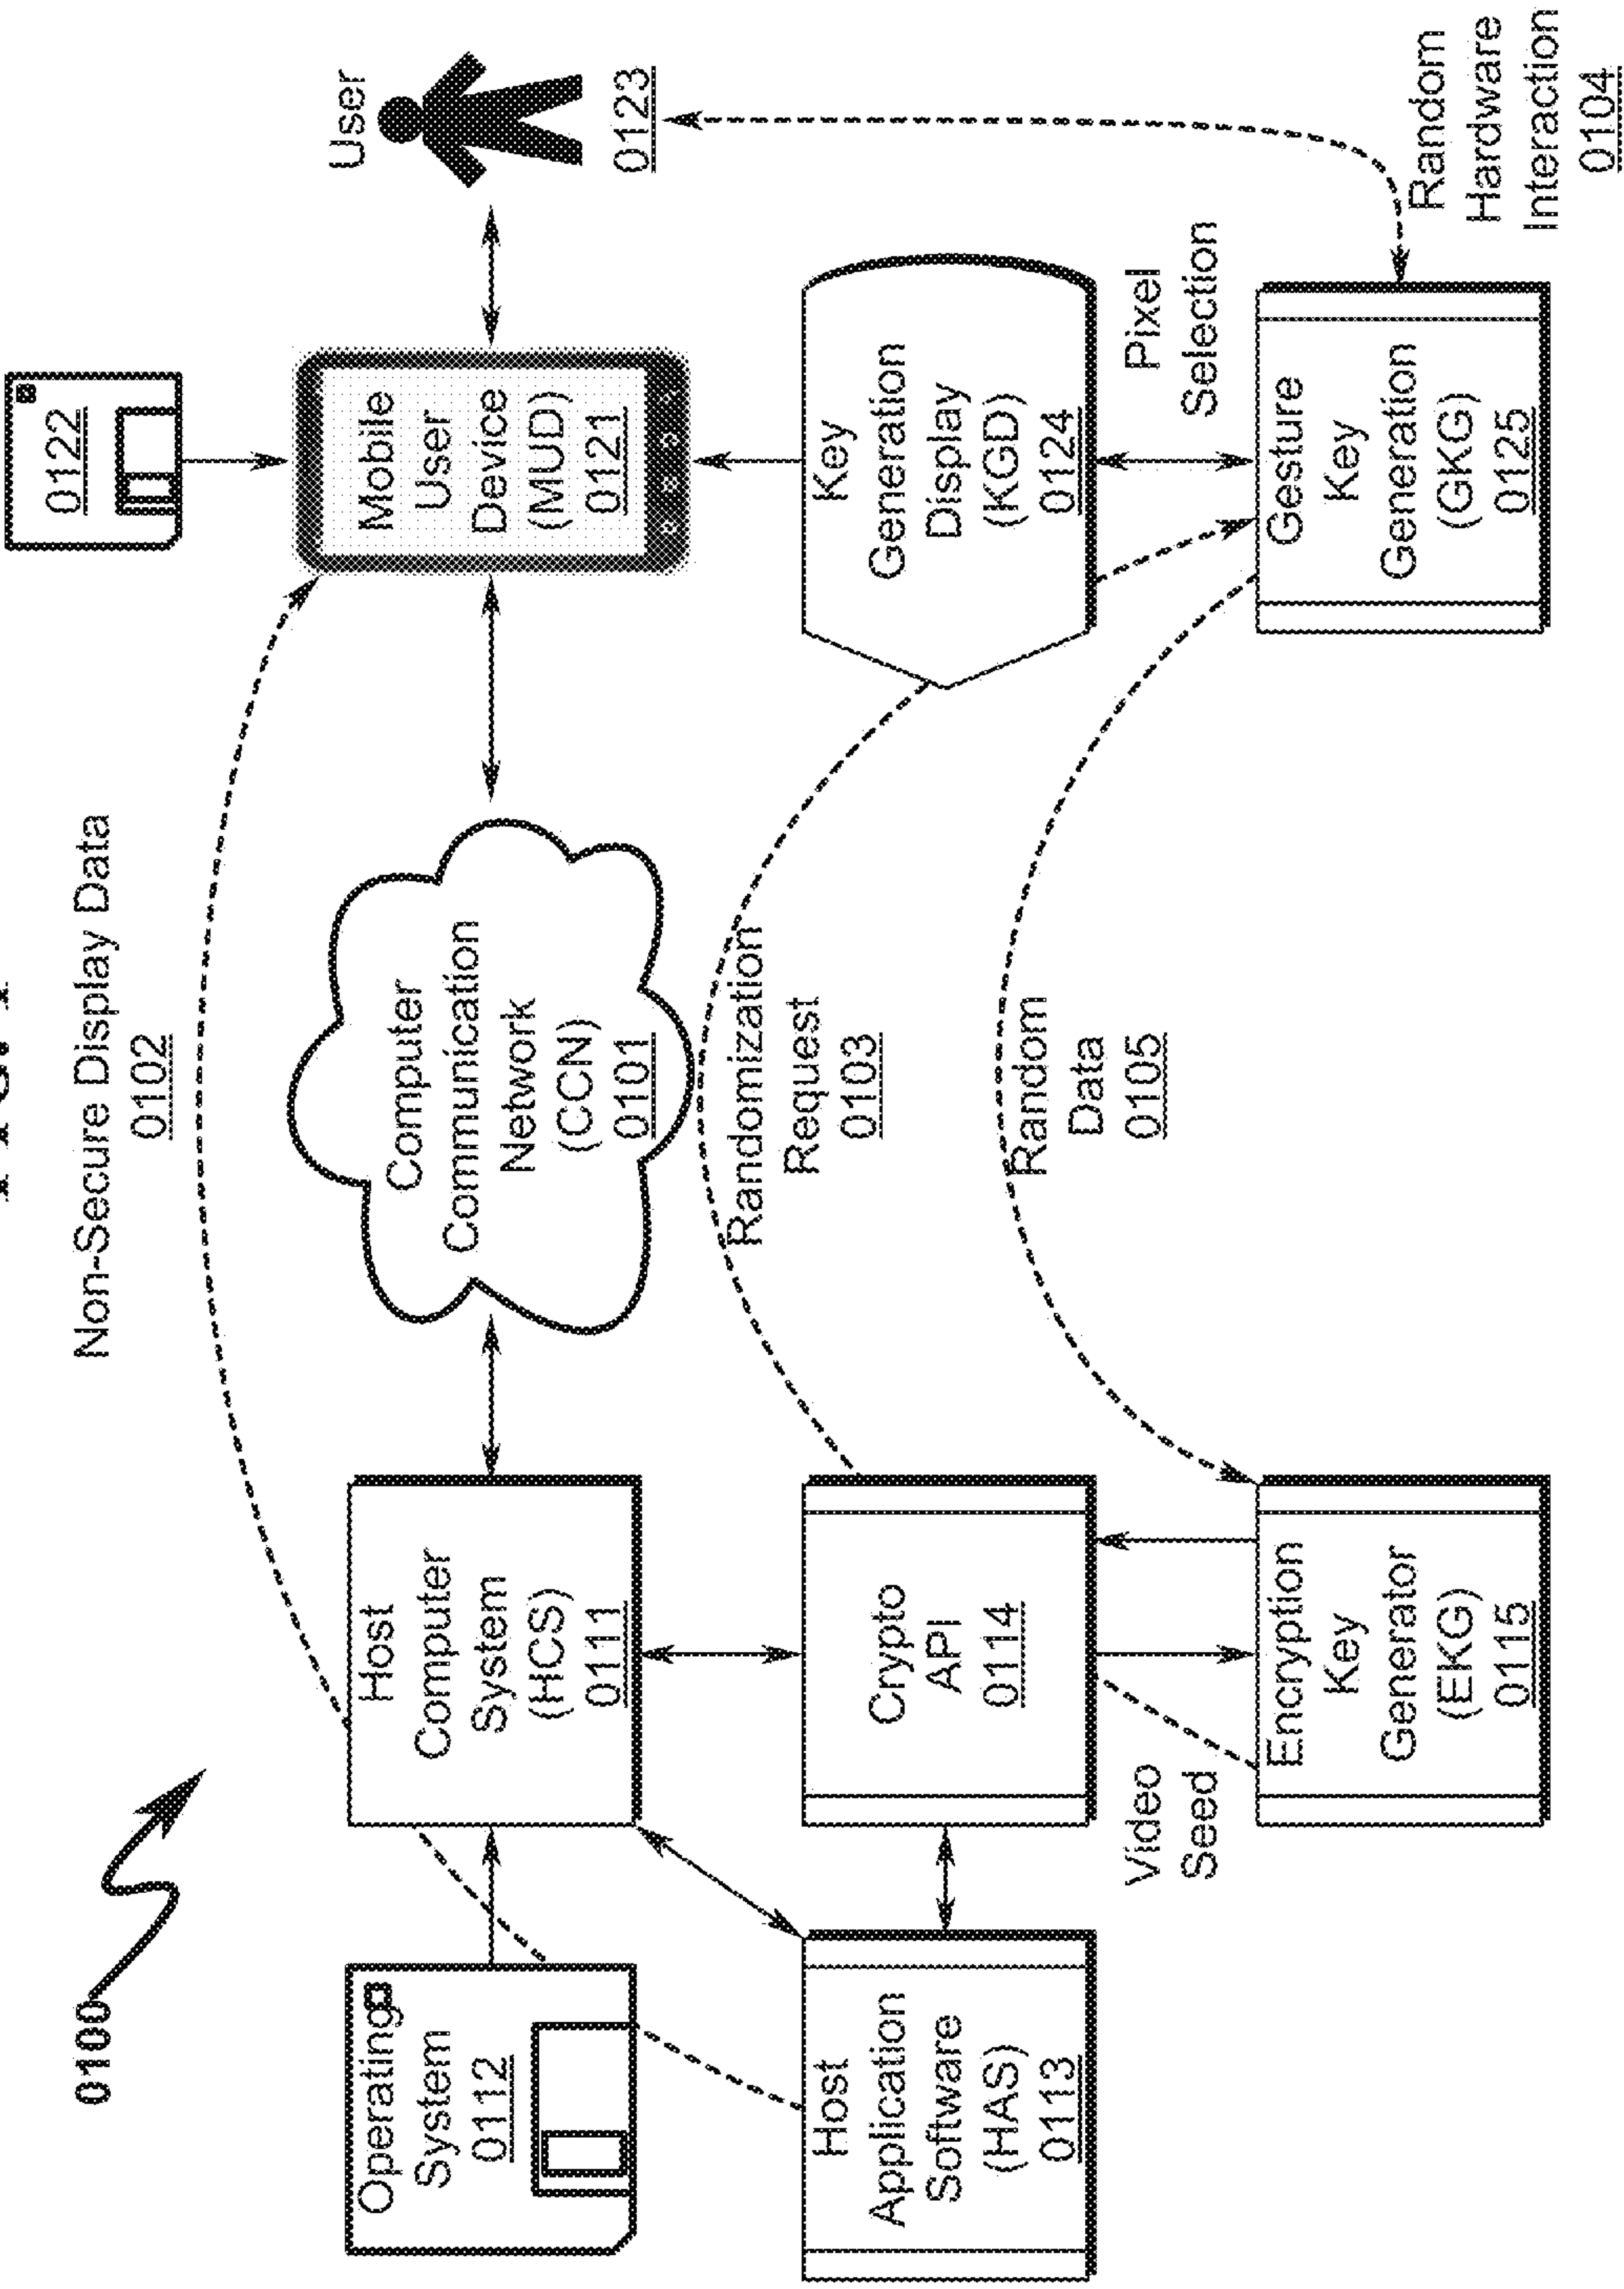 0100
Non-Secure Display Data
0102
Operating
System
0112
Host
Computer
System
(HCS)
0111
Computer
Communication
Network
(CCN)
0101
0122
Mobile
User
Device
(MUD)
0121
User
0123
Host
Application
Software
(HAS)
0113
Crypto
API
0114
Randomization
Request
0103
Key
Generation
Display
(KGD)
0124
Video
Seed
Random
Data
0105
Pixel
Selection
Encryption
Key
Generator
(EKG)
0115
Gesture
Key
Generation
(GKG)
0125
Random
Hardware
Interaction
0104